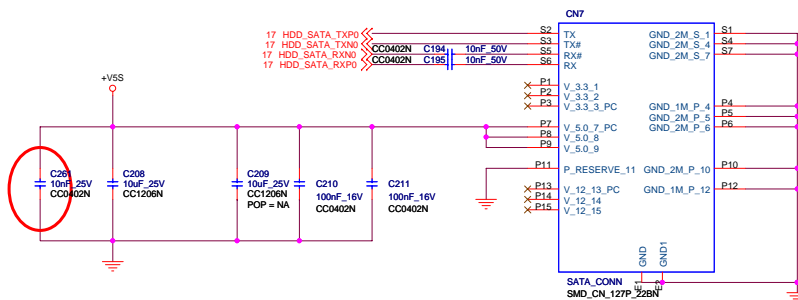 CN7
17 HDD_SATA_TXP0
17 HDD_SATA_TXN0
17 HDD_SATA_RXN0
17 HDD_SATA_RXP0
CC0402N C194 10nF_50V
CC0402N C195 10nF_50V
S2 TX GND_2M_S_1 S1
S3 TX# GND_2M_S_4 S4
S5 RX# GND_2M_S_7 S7
S6 RX
P1 V_3.3_1
P2 V_3.3_2
P3 V_3.3_3_PC GND_1M_P_4 P4
GND_2M_P_5 P5
P7 V_5.0_7_PC GND_2M_P_6 P6
P8 V_5.0_8
P9 V_5.0_9
P11 P_RESERVE_11 GND_2M_P_10 P10
P13 V_12_13_PC GND_1M_P_12 P12
P14 V_12_14
P15 V_12_15
GND GND1
E1
SATA_CONN
SMD_CN_127P_22BN
+V5S
C261
10nF_25V
CC0402N
C208
10uF_25V
CC1206N
C209
10uF_25V
CC1206N
POP = NA
C210
100nF_16V
CC0402N
C211
100nF_16V
CC0402N